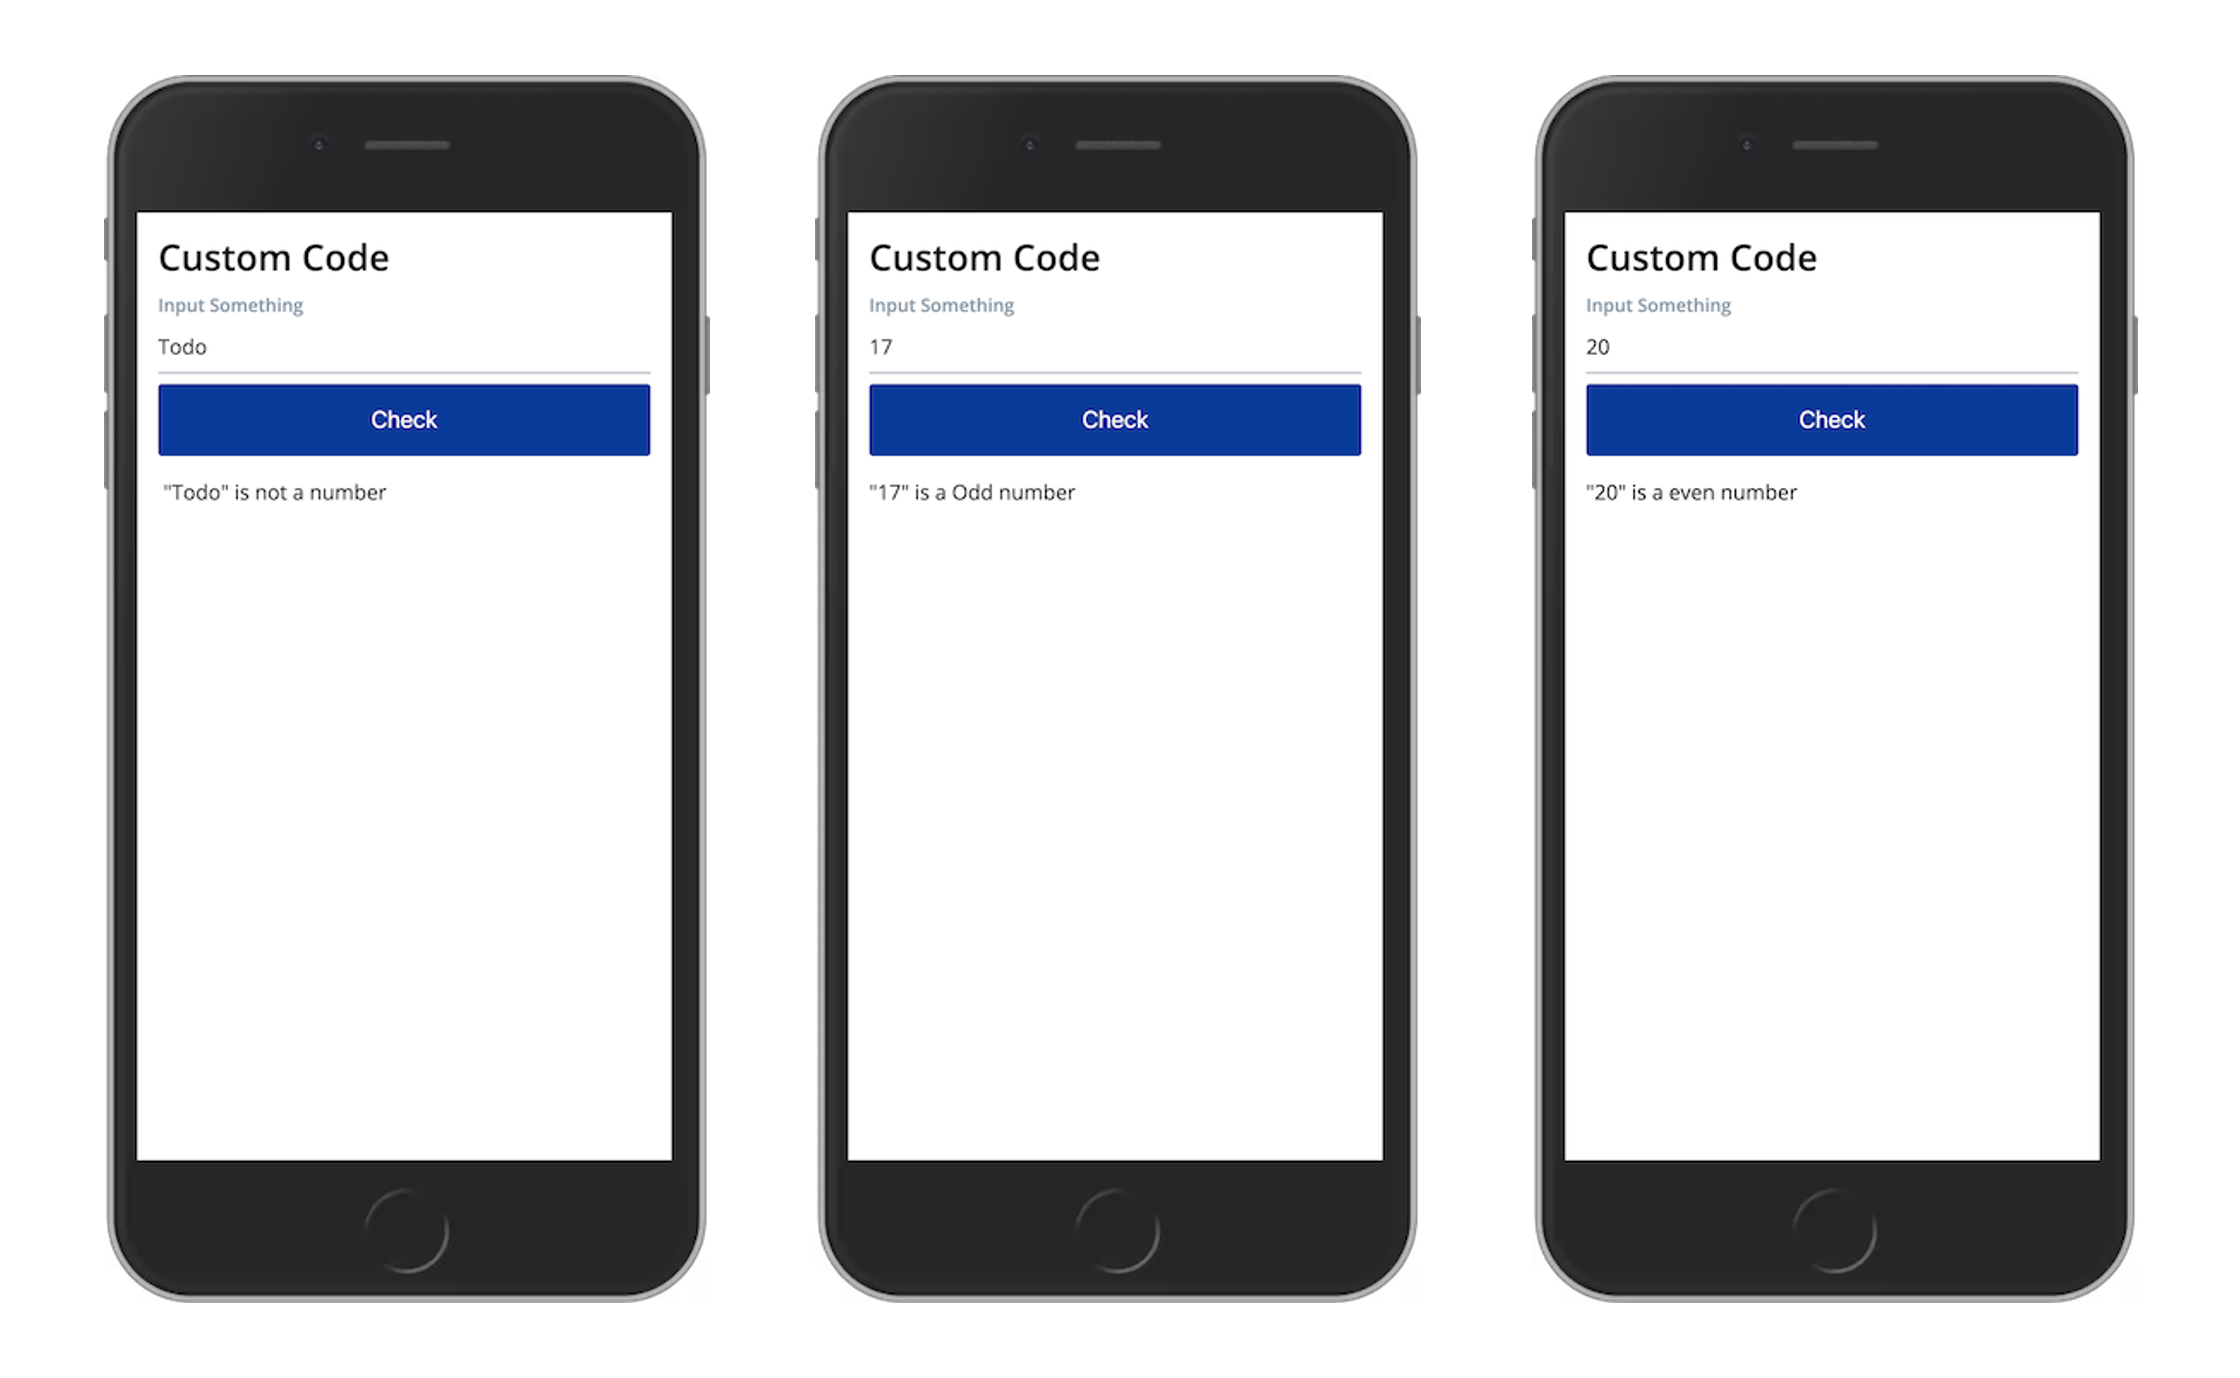 Custom Code
Input Something
Todo
Check
"Todo" is not a number
Custom Code
Input Something
17
Check
"17" is a Odd number
Custom Code
Input Something
20
Check
"20" is a even number